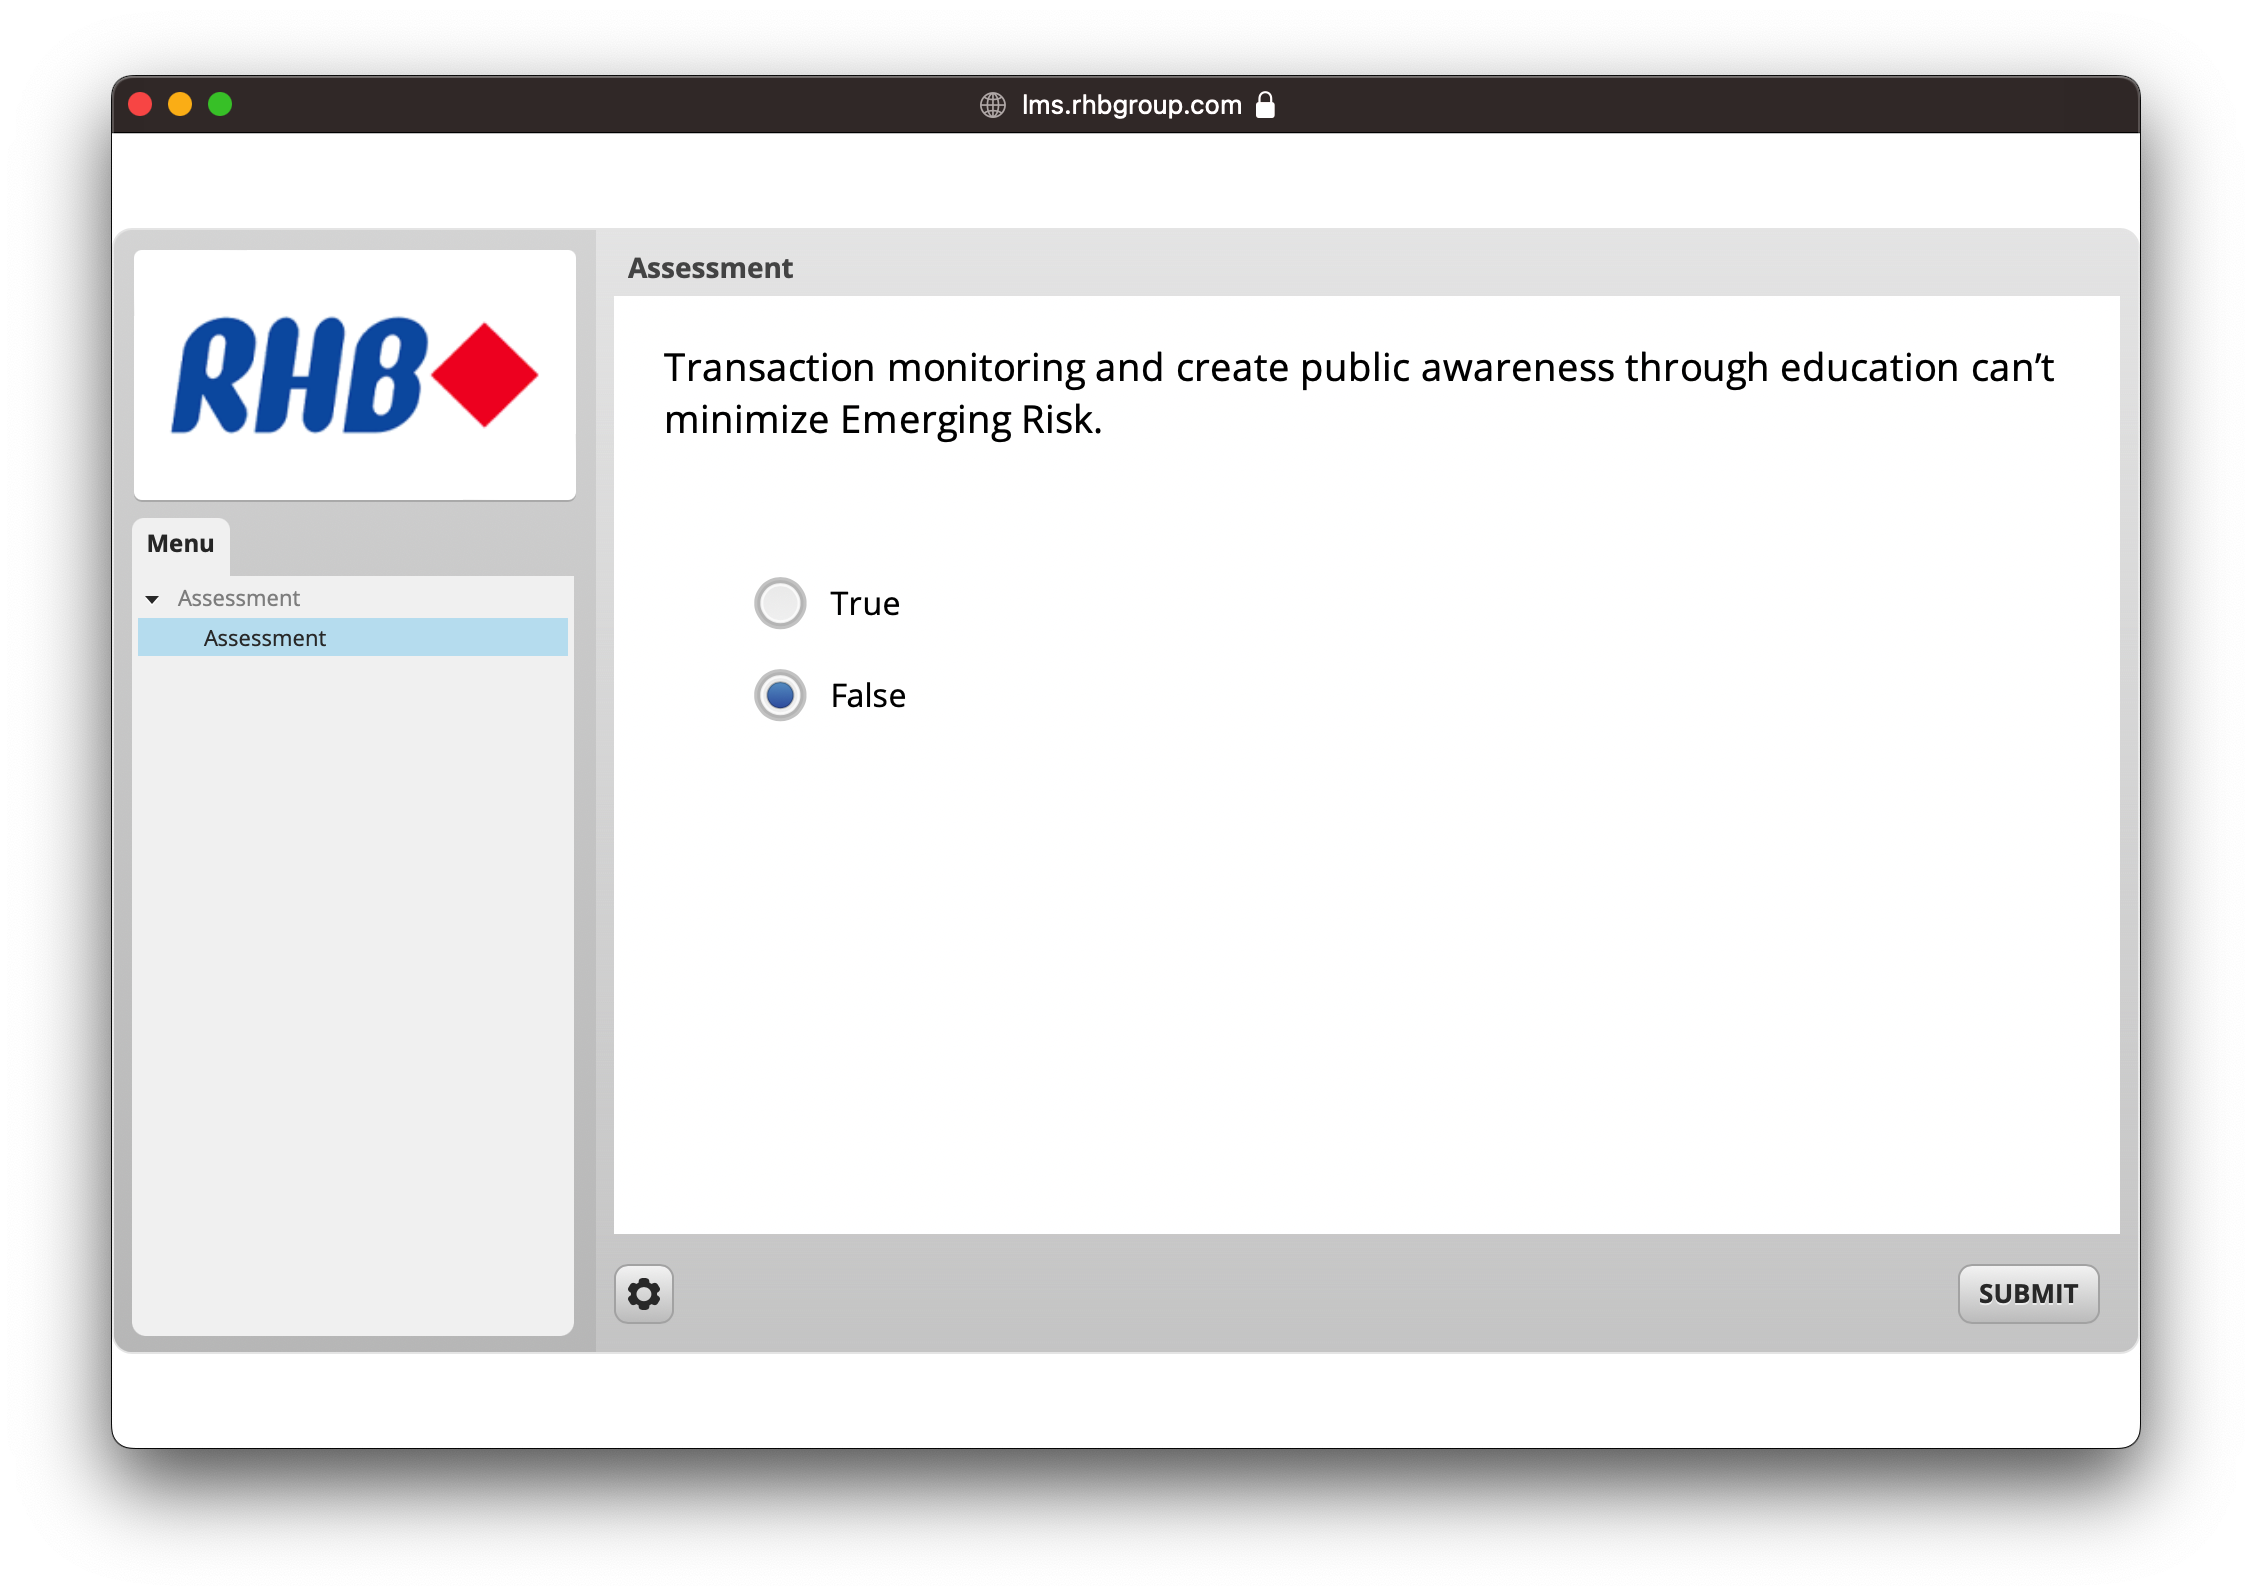 lms.rhbgroup.com
RHB
Menu
Assessment
Assessment
Assessment
Transaction monitoring and create public awareness through education can’t
minimize Emerging Risk.
True
False
SUBMIT